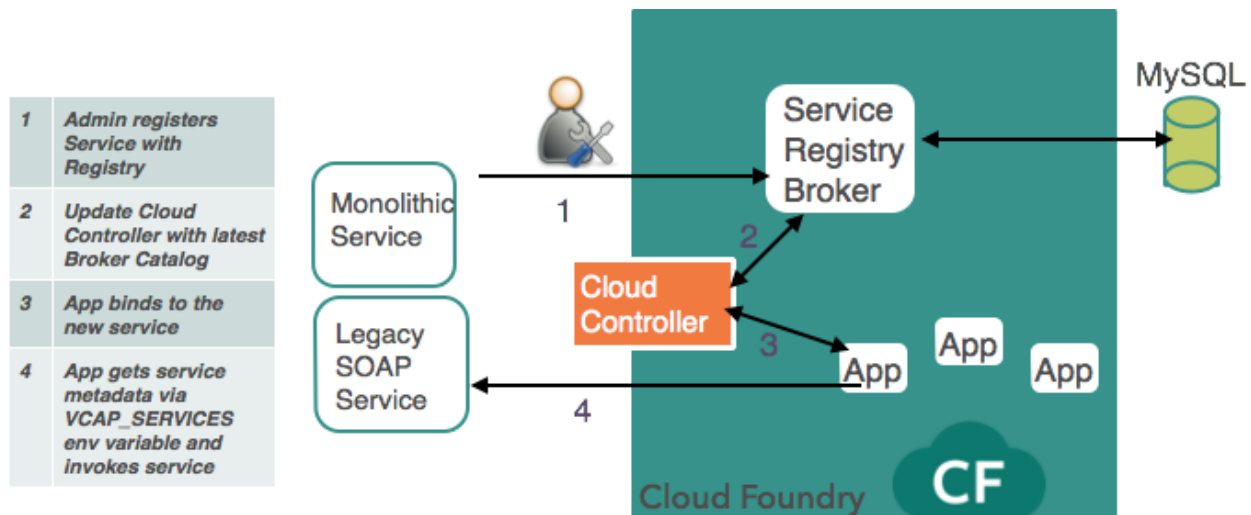 1
Admin registers
Service with
Registry
2
Update Cloud
Controller with latest
Broker Catalog
3
App binds to the
new service
4
App gets service
metadata via
VCAP_SERVICES
env variable and
invokes service
Monolithic
Service
Legacy
SOAP
Service
1
Service
Registry
Broker
MySQL
2
Cloud
Controller
3
App
App
App
4
Cloud Foundry
CF